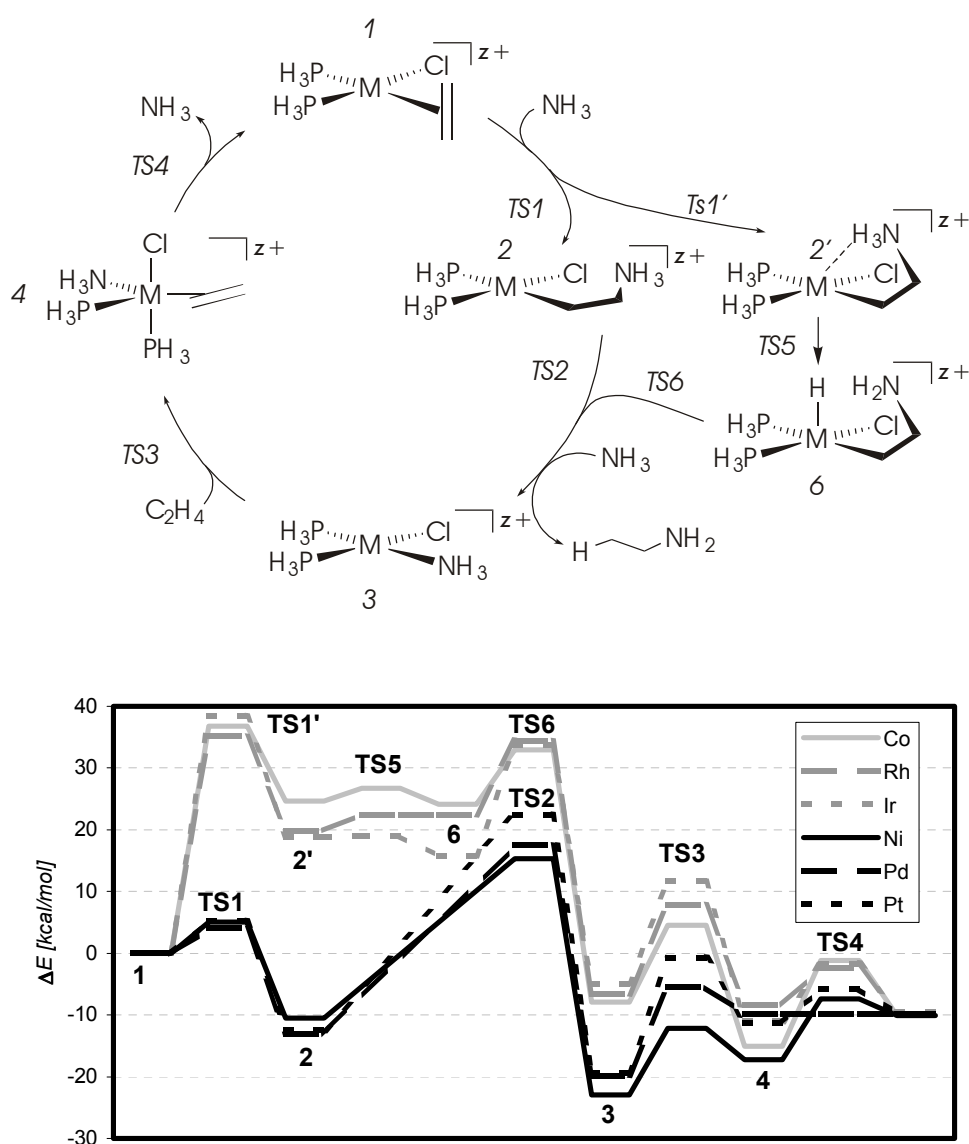 1
H₃P
H₃P
M
Cl
z+
NH₃
NH₃
TS4
TS1
Ts1′
2
H₃P
H₃P
M
Cl
NH₃
z+
2′
H₃P
H₃P
M
H₃N
Cl
z+
4
Cl
H₃N
H₃P
M
PH₃
z+
TS5
TS2
TS6
H
H₂N
H₃P
H₃P
M
Cl
z+
6
TS3
C₂H₄
NH₃
H₃P
H₃P
M
Cl
NH₃
z+
3
H
NH₂
40
30
20
10
0
-10
-20
-30
ΔE [kcal/mol]
TS1'
TS5
TS6
TS2
2'
6
TS3
TS1
TS4
1
2
3
4
Co
Rh
Ir
Ni
Pd
Pt